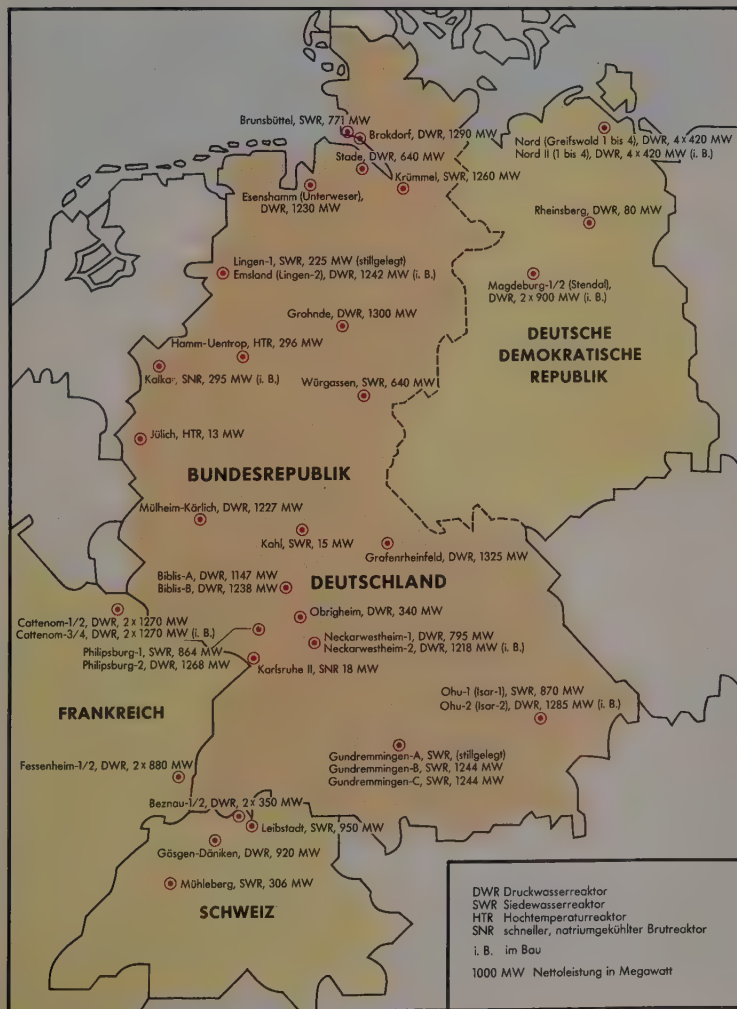 Brunsbüttel, SWR, 771 MW
Brokdorf, DWR, 1290 MW
Stade, DWR, 640 MW
Krümmel, SWR, 1260 MW
Esenshamm (Unterweser),
DWR, 1230 MW
Nord (Greifswald 1 bis 4), DWR, 4 x 420 MW
Nord II (1 bis 4), DWR, 4 x 420 MW (i. B.)
Rheinsberg, DWR, 80 MW
Lingen-1, SWR, 225 MW (stillgelegt)
Emsland (Lingen-2), DWR, 1242 MW (i. B.)
Magdeburg-1/2 (Stendal),
DWR, 2 x 900 MW (i. B.)
Grohnde, DWR, 1300 MW
DEUTSCHE
DEMOKRATISCHE
REPUBLIK
Hamm-Uentrop, HTR, 296 MW
Kalkar, SNR, 295 MW (i. B.)
Würgassen, SWR, 640 MW
Jülich, HTR, 13 MW
BUNDESREPUBLIK
Mülheim-Kärlich, DWR, 1227 MW
Kahl, SWR, 15 MW
Grafenrheinfeld, DWR, 1325 MW
Biblis-A, DWR, 1147 MW
Biblis-B, DWR, 1238 MW
DEUTSCHLAND
Cattenom-1/2, DWR, 2 x 1270 MW
Cattenom-3/4, DWR, 2 x 1270 MW (i. B.)
Obrigheim, DWR, 340 MW
Philipsburg-1, SWR, 864 MW
Philipsburg-2, DWR, 1268 MW
Neckarwestheim-1, DWR, 795 MW
Neckarwestheim-2, DWR, 1218 MW (i. B.)
Karlsruhe II, SNR 18 MW
Ohu-1 (Isar-1), SWR, 870 MW
Ohu-2 (Isar-2), DWR, 1285 MW (i. B.)
FRANKREICH
Gundremmingen-A, SWR, (stillgelegt)
Gundremmingen-B, SWR, 1244 MW
Gundremmingen-C, SWR, 1244 MW
Fessenheim-1/2, DWR, 2 x 880 MW
Beznau-1/2, DWR, 2 x 350 MW
Leibstadt, SWR, 950 MW
Gösgen-Däniken, DWR, 920 MW
Mühleberg, SWR, 306 MW
SCHWEIZ
DWR Druckwasserreaktor
SWR Siedewasserreaktor
HTR Hochtemperaturreaktor
SNR schneller, natriumgekühlter Brutreaktor
i. B. im Bau
1000 MW Nettoleistung in Megawatt